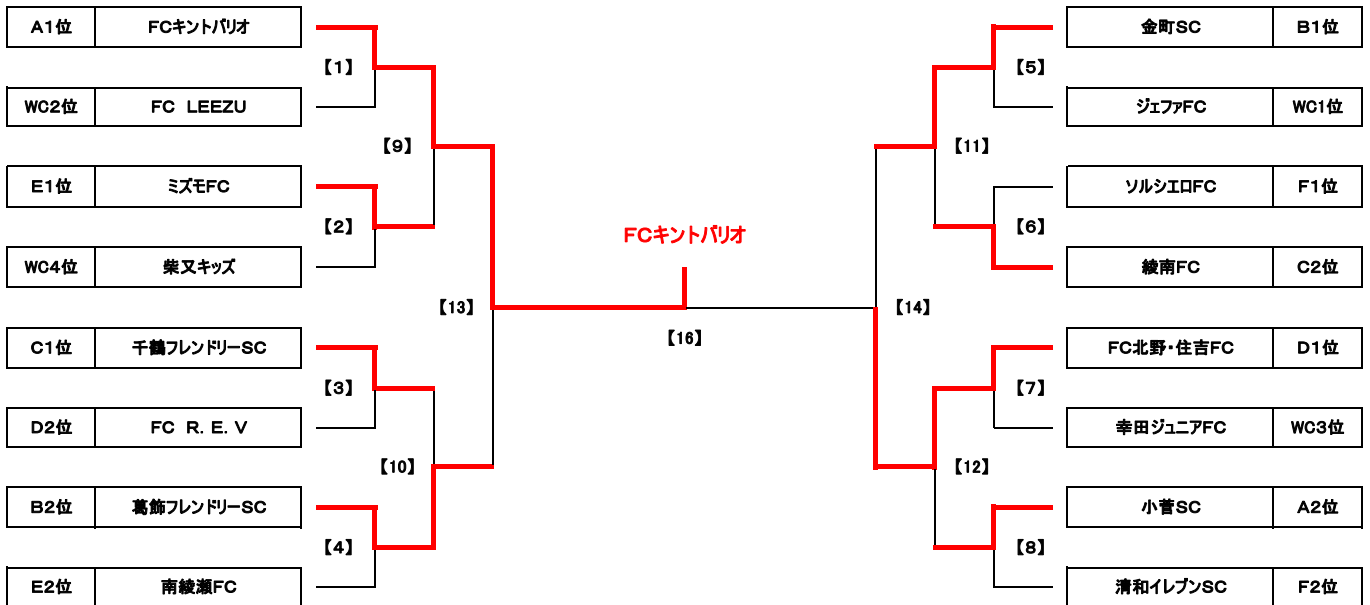 A1位 FCキントバリオ
【1】
WC2位 FC LEEZU
【9】
E1位 ミズモFC
【2】
WC4位 柴又キッズ
【13】
C1位 千鶴フレンドリーSC
【3】
D2位 FC R.E.V
【10】
B2位 葛飾フレンドリーSC
【4】
E2位 南綾瀬FC
FCキントバリオ
【16】
金町SC B1位
【5】
ジェファFC WC1位
【11】
ソルシエロFC F1位
【6】
綾南FC C2位
【14】
FC北野・住吉FC D1位
【7】
幸田ジュニアFC WC3位
【12】
小菅SC A2位
【8】
清和イレブンSC F2位